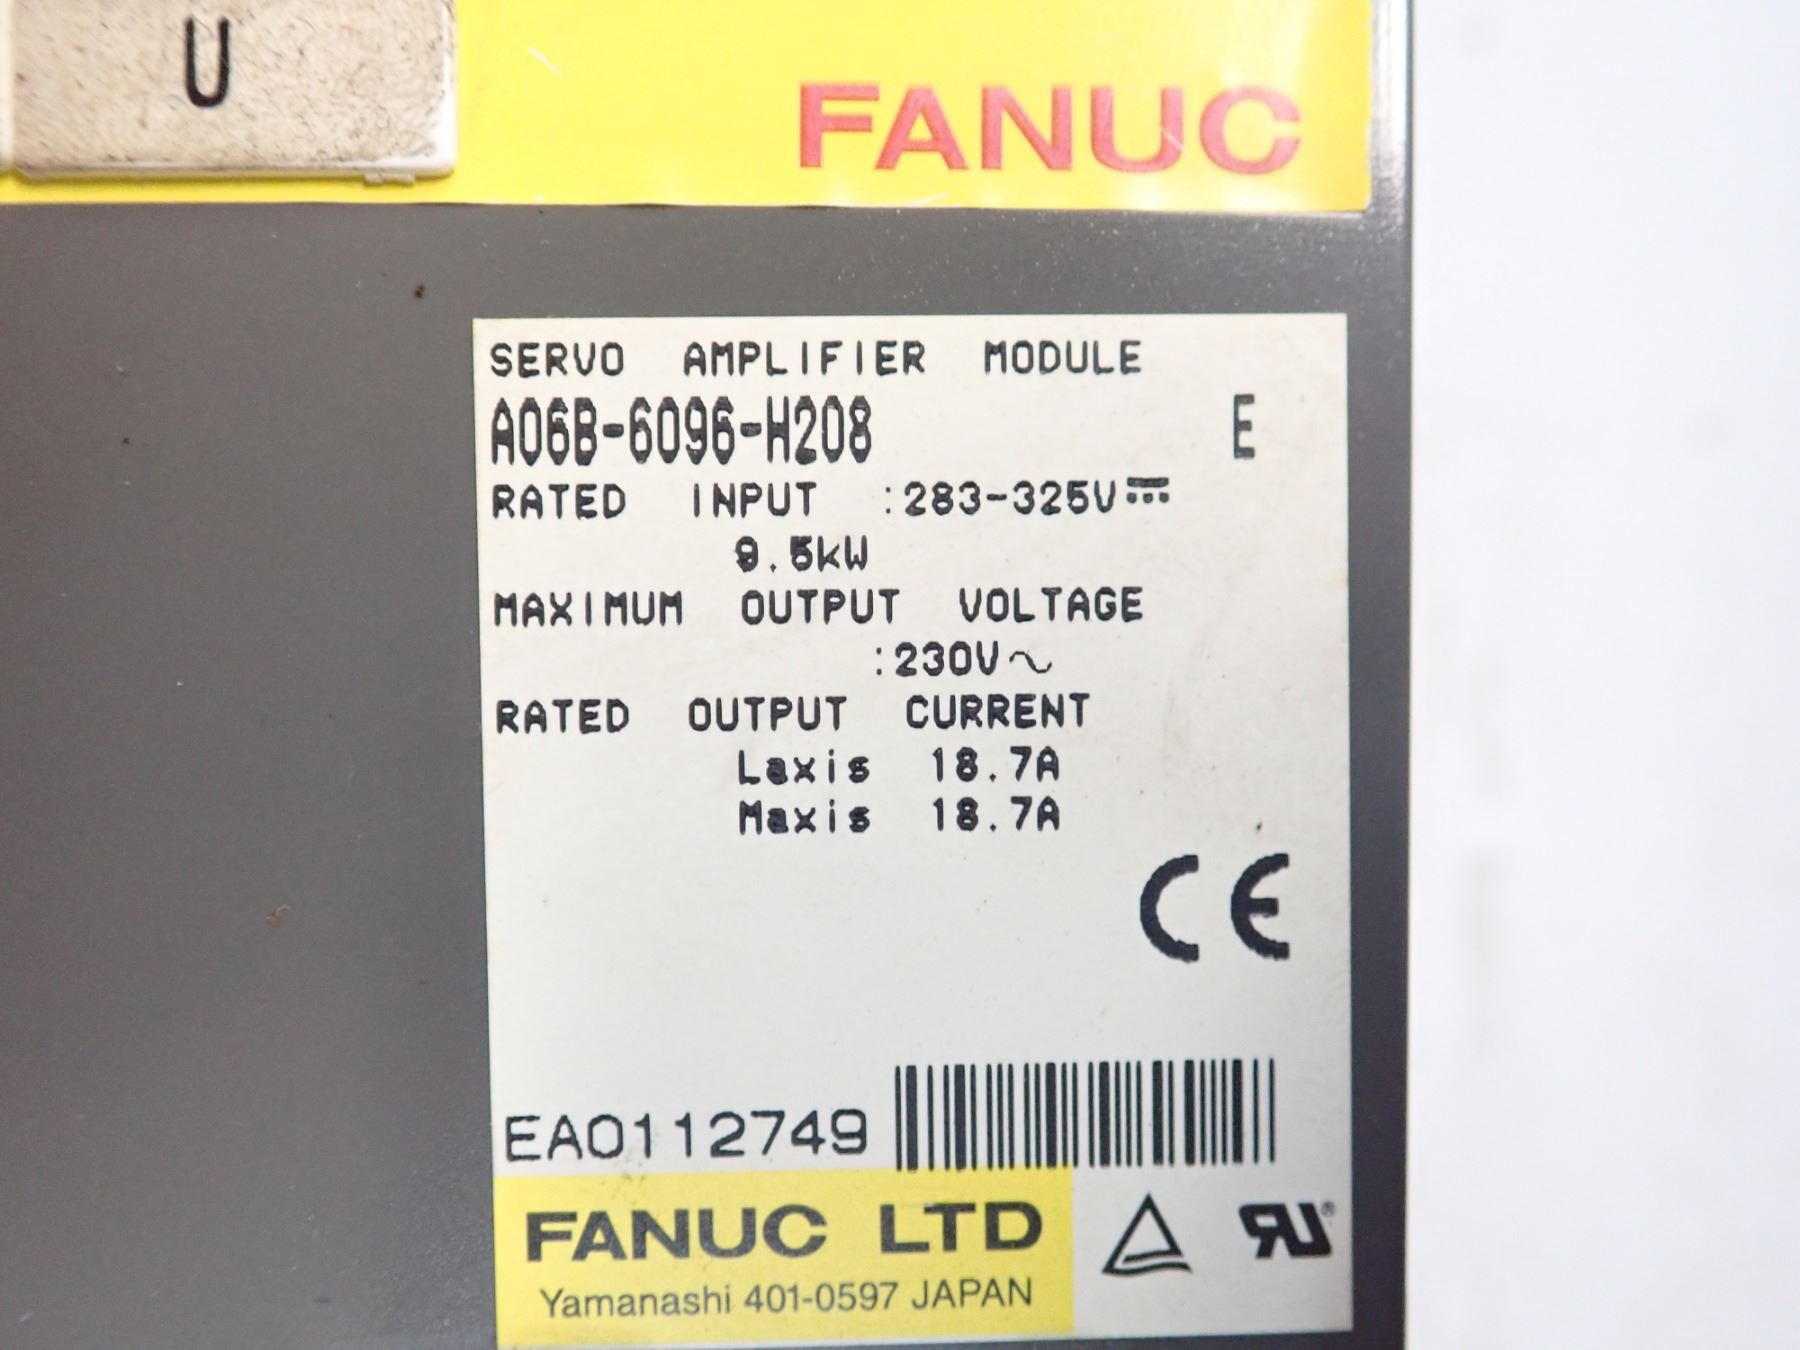 U
FANUC
SERVO AMPLIFIER MODULE
A06B-6096-H208 E
RATED INPUT :283-325V⎓
9.5kW
MAXIMUM OUTPUT VOLTAGE
:230V~
RATED OUTPUT CURRENT
Laxis 18.7A
Maxis 18.7A
CE
EA0112749
FANUC LTD
Yamanashi 401-0597 JAPAN
RU®